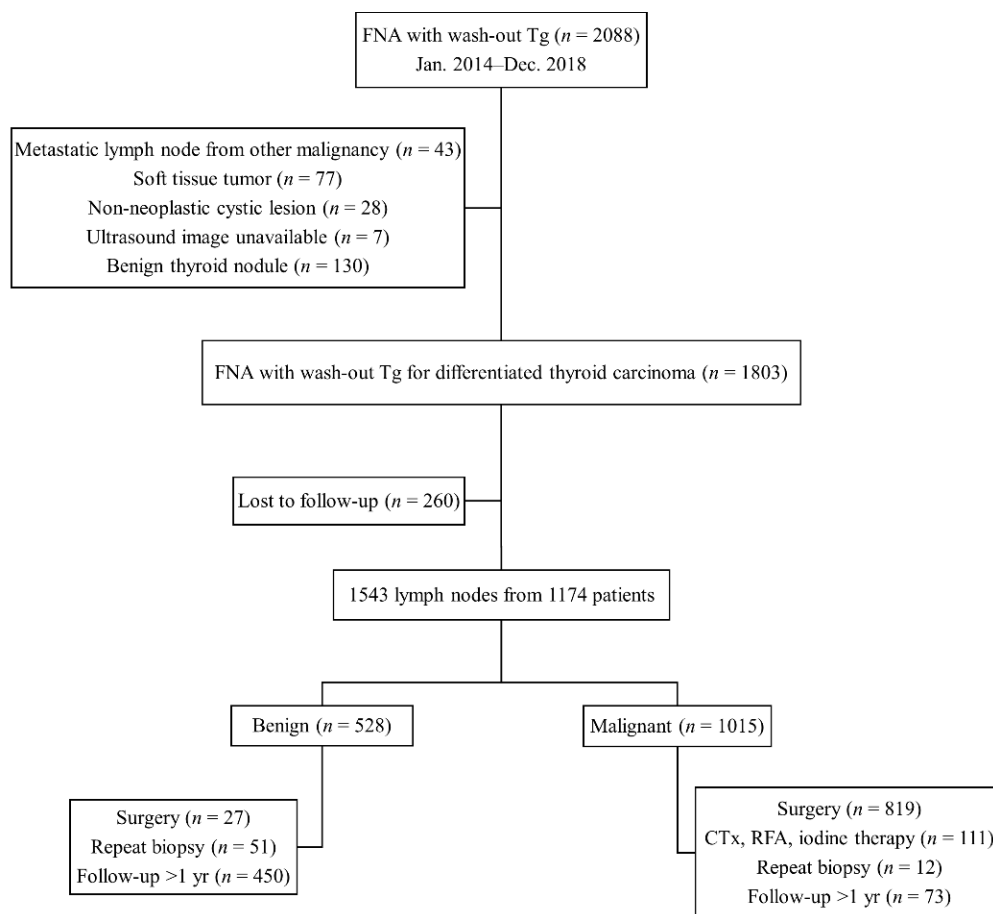 FNA with wash-out Tg (n = 2088)
Jan. 2014–Dec. 2018
Metastatic lymph node from other malignancy (n = 43)
Soft tissue tumor (n = 77)
Non-neoplastic cystic lesion (n = 28)
Ultrasound image unavailable (n = 7)
Benign thyroid nodule (n = 130)
FNA with wash-out Tg for differentiated thyroid carcinoma (n = 1803)
Lost to follow-up (n = 260)
1543 lymph nodes from 1174 patients
Benign (n = 528)
Malignant (n = 1015)
Surgery (n = 27)
Repeat biopsy (n = 51)
Follow-up >1 yr (n = 450)
Surgery (n = 819)
CTx, RFA, iodine therapy (n = 111)
Repeat biopsy (n = 12)
Follow-up >1 yr (n = 73)